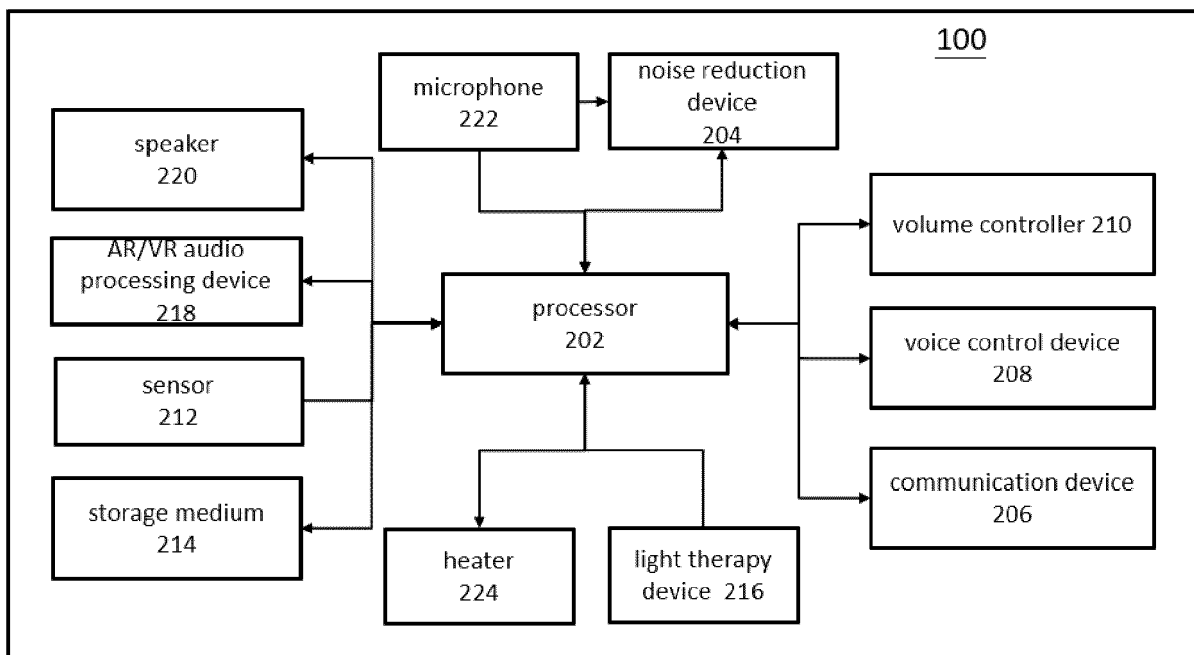 100
microphone
222
noise reduction
device
204
speaker
220
AR/VR audio
processing device
218
sensor
212
storage medium
214
processor
202
heater
224
light therapy
device 216
volume controller 210
voice control device
208
communication device
206